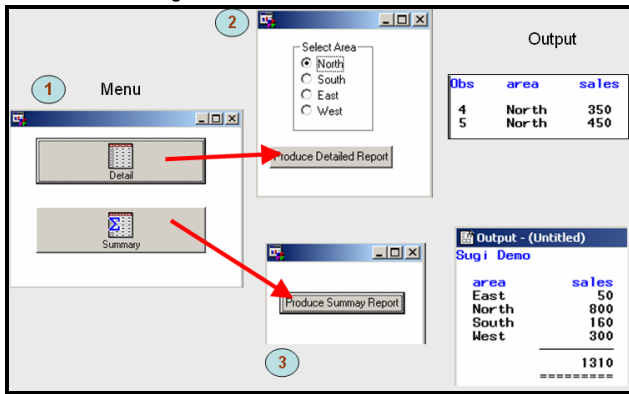 1
Menu
Detail
Summary
2
Select Area
North
South
East
West
Produce Detailed Report
3
Produce Summay Report
Output
Obs area sales
4 North 350
5 North 450
Output - (Untitled)
Sugi Demo
area sales
East 50
North 800
South 160
West 300
1310
=========